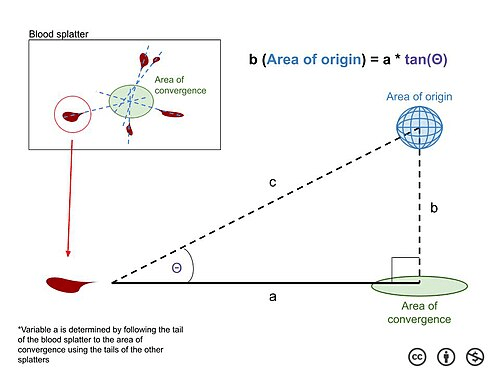 Blood splatter
Area of
convergence
b (Area of origin) = a * tan(Θ)
Area of origin
c
b
Θ
a
Area of
convergence
*Variable a is determined by following the tail
of the blood splatter to the area of
convergence using the tails of the other
splatters
cc